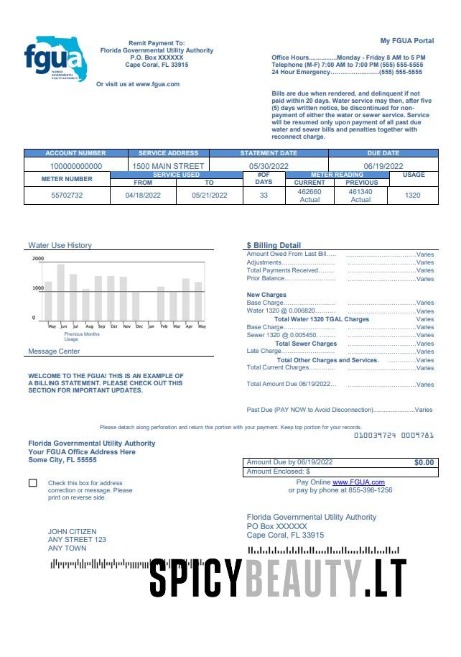 My FGUA Portal
fgua
Remit Payment To:
Florida Governmental Utility Authority
P.O. Box XXXXXX
Cape Coral, FL 33915
Or visit us at www.fgua.com
Office Hours..............Monday - Friday 8 AM to 5 PM
Telephone (M-F) 7:00 AM to 7:00 PM (555) 555-5555
24 Hour Emergency......................(555) 555-5555
Bills are due when rendered, and delinquent if not
paid within 20 days. Water service may then, after five
(5) days written notice, be discontinued for non-
payment of either the water or sewer service. Service
will be resumed only upon payment of all past due
water and sewer bills and penalties together with
reconnect charge.
ACCOUNT NUMBER SERVICE ADDRESS STATEMENT DATE DUE DATE
100000000000 1500 MAIN STREET 05/30/2022 06/19/2022
METER NUMBER SERVICE USED #OF DAYS METER READING USAGE
FROM TO CURRENT PREVIOUS
55702732 04/18/2022 05/21/2022 33 462660 Actual 461340 Actual 1320
Water Use History
2000
1000
0
May Jun Jul Aug Sep Oct Nov Dec Jan Feb Mar Apr May
Previous Months
Usage
Message Center
WELCOME TO THE FGUA! THIS IS AN EXAMPLE OF
A BILLING STATEMENT. PLEASE CHECK OUT THIS
SECTION FOR IMPORTANT UPDATES.
$ Billing Detail
Amount Owed From Last Bill..... Varies
Adjustments.. Varies
Total Payments Received.... Varies
Prior Balance.. Varies
New Charges
Base Charge Varies
Water 1320 @ 0.006820.. Varies
Total Water 1320 TGAL Charges Varies
Base Charge Varies
Sewer 1320 @ 0.005450.. Varies
Total Sewer Charges Varies
Late Charge.. Varies
Total Other Charges and Services. Varies
Total Current Charges.. Varies
Total Amount Due 06/19/2022... Varies
Past Due (PAY NOW to Avoid Disconnection)..................Varies
Please detach along perforation and return this portion with your payment. Keep top portion for your records.
010039724 0009781
Florida Governmental Utility Authority
Your FGUA Office Address Here
Some City, FL 55555
Amount Due by 06/19/2022 $0.00
Amount Enclosed: $
Pay Online www.FGUA.com
or pay by phone at 855-396-1256
Check this box for address
correction or message. Please
print on reverse side.
JOHN CITIZEN
ANY STREET 123
ANY TOWN
Florida Governmental Utility Authority
PO Box XXXXXX
Cape Coral, FL 33915
SPICYBEAUTY.LT